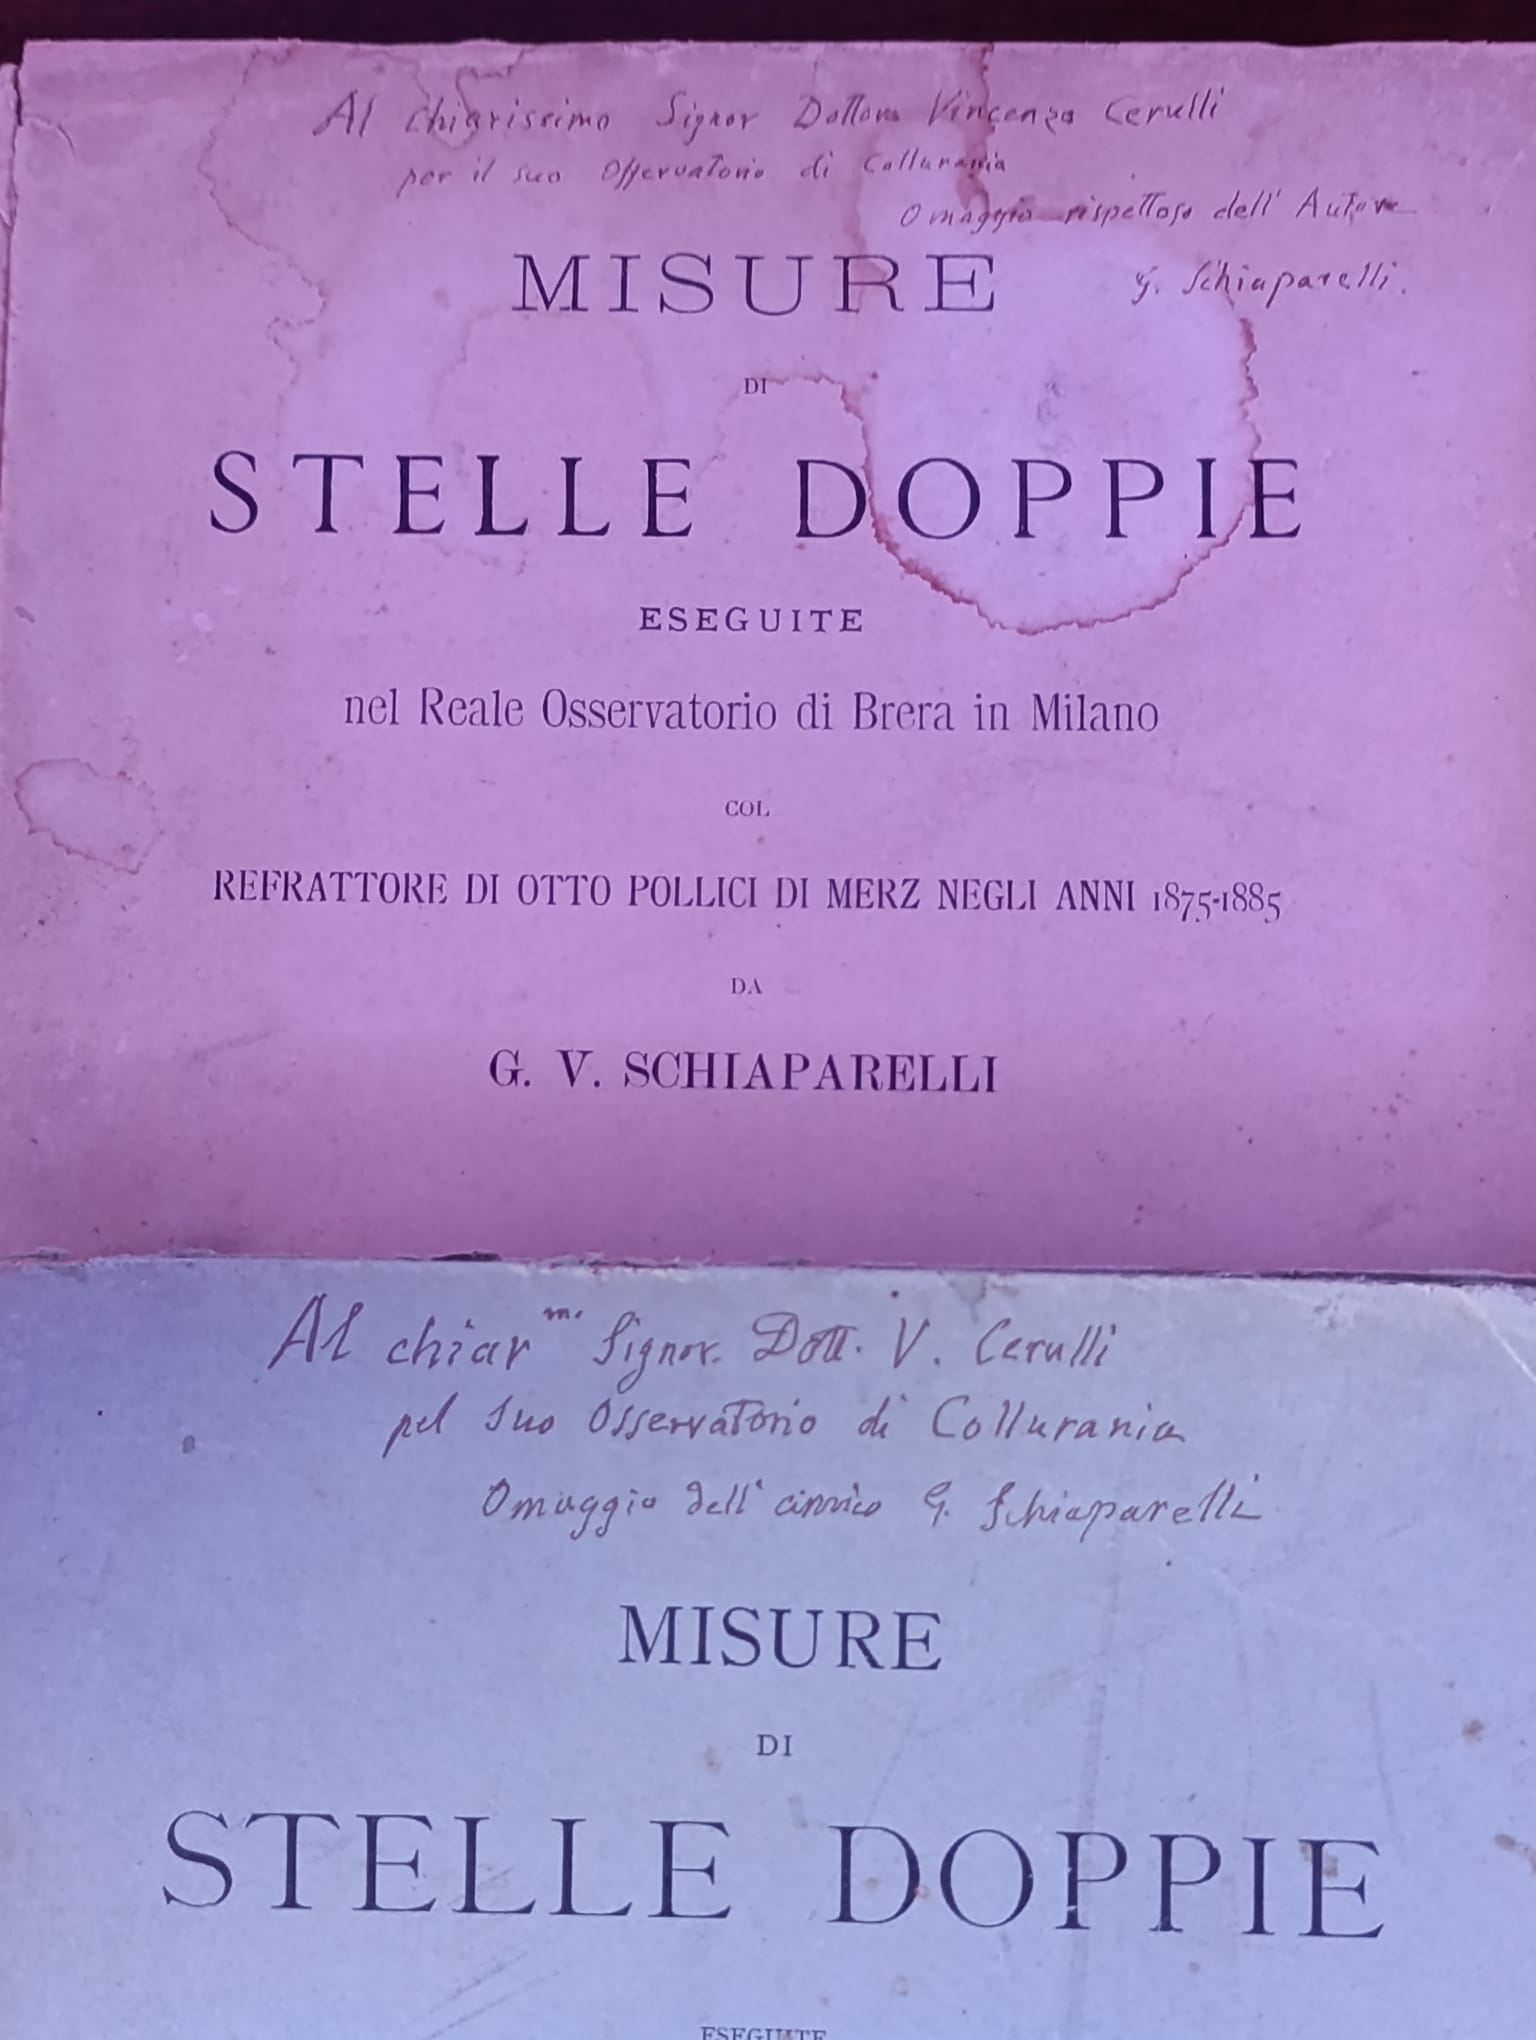 Al chiarissimo Signor Dottore Vincenzo Cerulli
per il suo Osservatorio di Collurania
Omaggio rispettoso dell' Autore
G. Schiaparelli.
MISURE
DI
STELLE DOPPIE
ESEGUITE
nel Reale Osservatorio di Brera in Milano
COL
REFRATTORE DI OTTO POLLICI DI MERZ NEGLI ANNI 1875-1885
DA
G. V. SCHIAPARELLI
Al chiar.mo Signor. Dott. V. Cerulli
pel suo Osservatorio di Collurania
Omaggio dell' amico G. Schiaparelli
MISURE
DI
STELLE DOPPIE
ESEGUITE